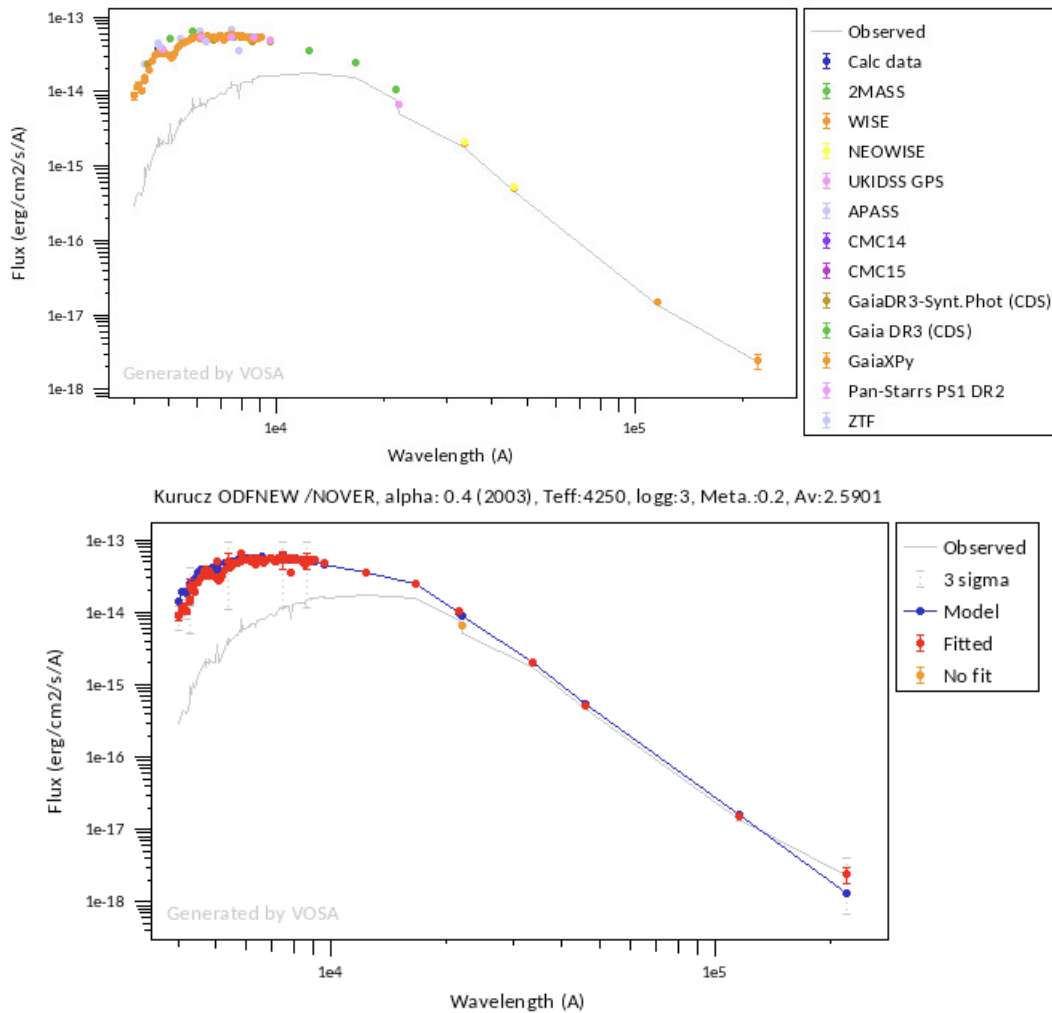 1e-13
1e-14
1e-15
1e-16
1e-17
1e-18
Flux (erg/cm2/s/A)
Generated by VOSA
1e4
1e5
Wavelength (A)
Observed
Calc data
2MASS
WISE
NEOWISE
UKIDSS GPS
APASS
CMC14
CMC15
GaiaDR3-Synt.Phot (CDS)
Gaia DR3 (CDS)
GaiaXPy
Pan-Starrs PS1 DR2
ZTF
Kurucz ODFNEW /NOVER, alpha: 0.4 (2003), Teff:4250, logg:3, Meta.:0.2, Av:2.5901
1e-13
1e-14
1e-15
1e-16
1e-17
1e-18
Flux (erg/cm2/s/A)
Generated by VOSA
1e4
1e5
Wavelength (A)
Observed
3 sigma
Model
Fitted
No fit